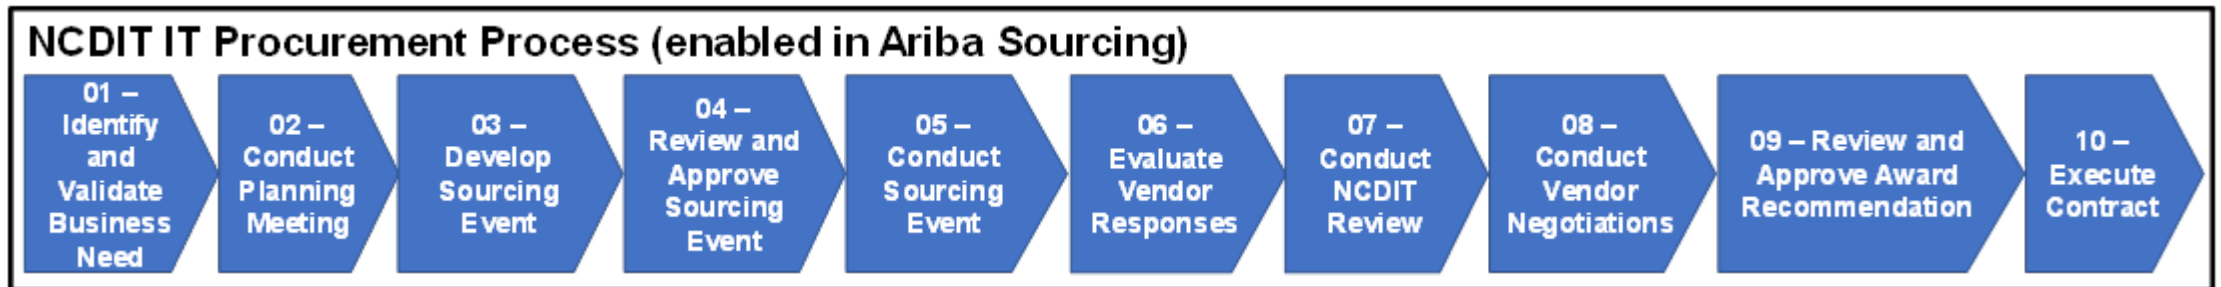 NCDIT IT Procurement Process (enabled in Ariba Sourcing)
01 –
Identify
and
Validate
Business
Need
02 –
Conduct
Planning
Meeting
03 –
Develop
Sourcing
Event
04 –
Review and
Approve
Sourcing
Event
05 –
Conduct
Sourcing
Event
06 –
Evaluate
Vendor
Responses
07 –
Conduct
NCDIT
Review
08 –
Conduct
Vendor
Negotiations
09 – Review and
Approve Award
Recommendation
10 –
Execute
Contract